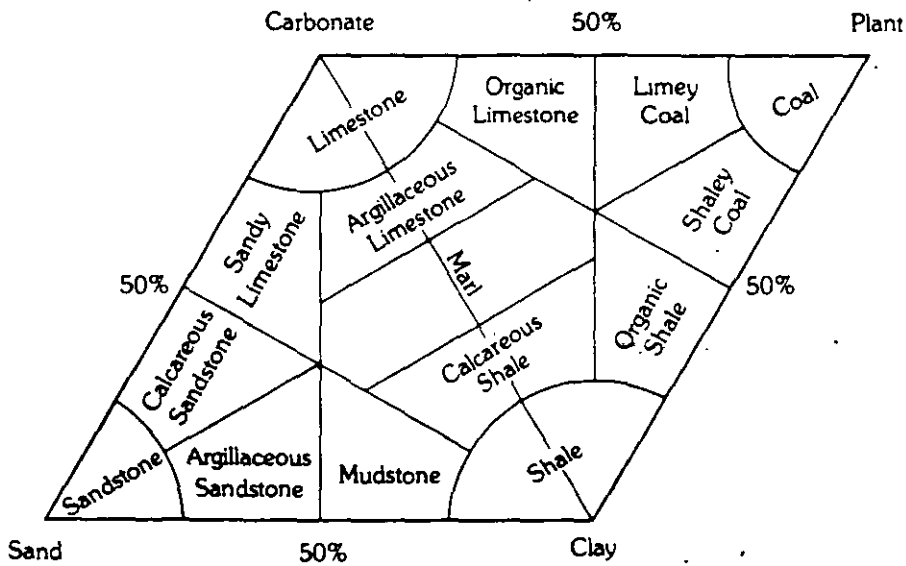 Carbonate
50%
Plant
Limestone
Organic
Limestone
Limey
Coal
Coal
Argillaceous
Limestone
Shaley
Coal
Sandy
Limestone
Marl
50%
50%
Organic
Shale
Calcareous
Sandstone
Calcareous
Shale
Sandstone
Argillaceous
Sandstone
Mudstone
Shale
Sand
50%
Clay